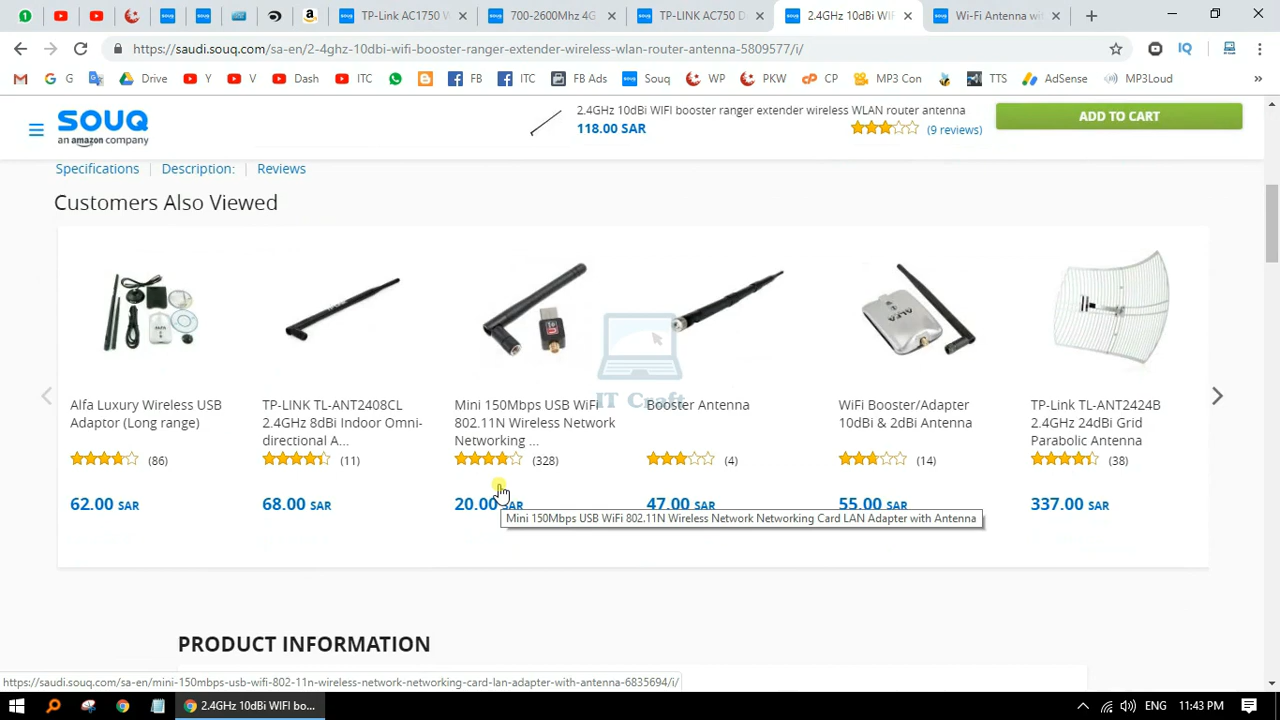 TP-Link AC1750 W
700-2600Mhz 4G
TP-LINK AC750 D
2.4GHz 10dBi WIF
Wi-Fi Antenna wit
https://saudi.souq.com/sa-en/2-4ghz-10dbi-wifi-booster-ranger-extender-wireless-wlan-router-antenna-5809577/i/
G Drive Y V Dash ITC FB ITC FB Ads Souq WP PKW CP MP3 Con TTS AdSense MP3Loud
souq
an amazon company
2.4GHz 10dBi WIFI booster ranger extender wireless WLAN router antenna
118.00 SAR
(9 reviews)
ADD TO CART
Specifications | Description: | Reviews
Customers Also Viewed
Alfa Luxury Wireless USB
Adaptor (Long range)
(86)
62.00 SAR
TP-LINK TL-ANT2408CL
2.4GHz 8dBi Indoor Omni-
directional A...
(11)
68.00 SAR
Mini 150Mbps USB WiFi
802.11N Wireless Network
Networking ...
(328)
20.00 SAR
Booster Antenna
(4)
47.00 SAR
WiFi Booster/Adapter
10dBi & 2dBi Antenna
(14)
55.00 SAR
TP-Link TL-ANT2424B
2.4GHz 24dBi Grid
Parabolic Antenna
(38)
337.00 SAR
IT Craft
Mini 150Mbps USB WiFi 802.11N Wireless Network Networking Card LAN Adapter with Antenna
PRODUCT INFORMATION
https://saudi.souq.com/sa-en/mini-150mbps-usb-wifi-802-11n-wireless-network-networking-card-lan-adapter-with-antenna-6835694/i/
2.4GHz 10dBi WIFI bo...
ENG
11:43 PM